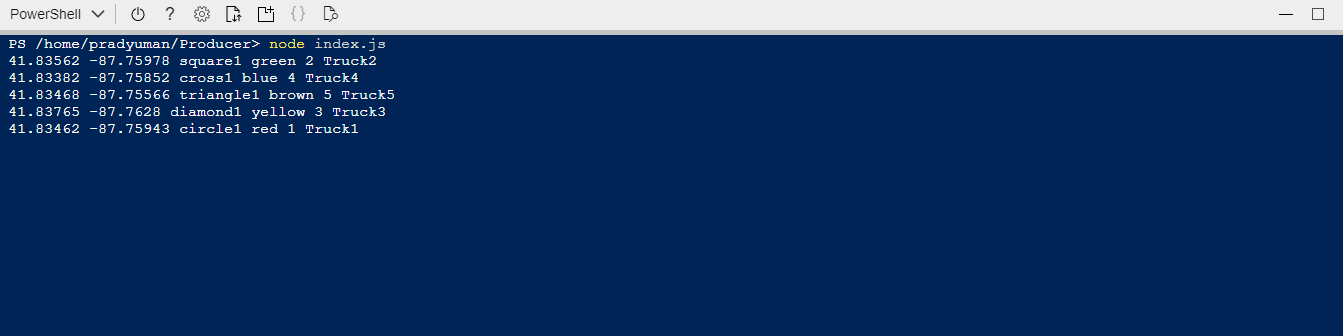 PowerShell
PS /home/pradyuman/Producer> node index.js
41.83562 -87.75978 square1 green 2 Truck2
41.83382 -87.75852 cross1 blue 4 Truck4
41.83468 -87.75566 triangle1 brown 5 Truck5
41.83765 -87.7628 diamond1 yellow 3 Truck3
41.83462 -87.75943 circle1 red 1 Truck1